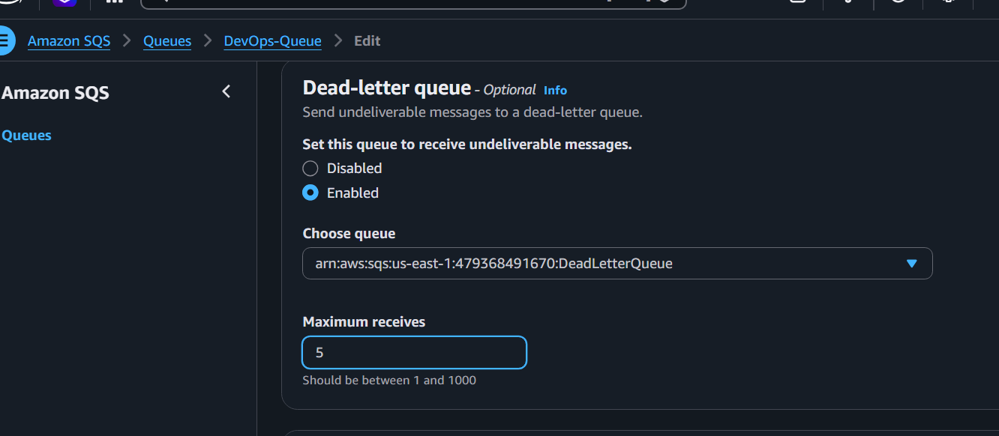 Amazon SQS > Queues > DevOps-Queue > Edit
Amazon SQS
Queues
Dead-letter queue - Optional Info
Send undeliverable messages to a dead-letter queue.
Set this queue to receive undeliverable messages.
Disabled
Enabled
Choose queue
arn:aws:sqs:us-east-1:479368491670:DeadLetterQueue
Maximum receives
5
Should be between 1 and 1000